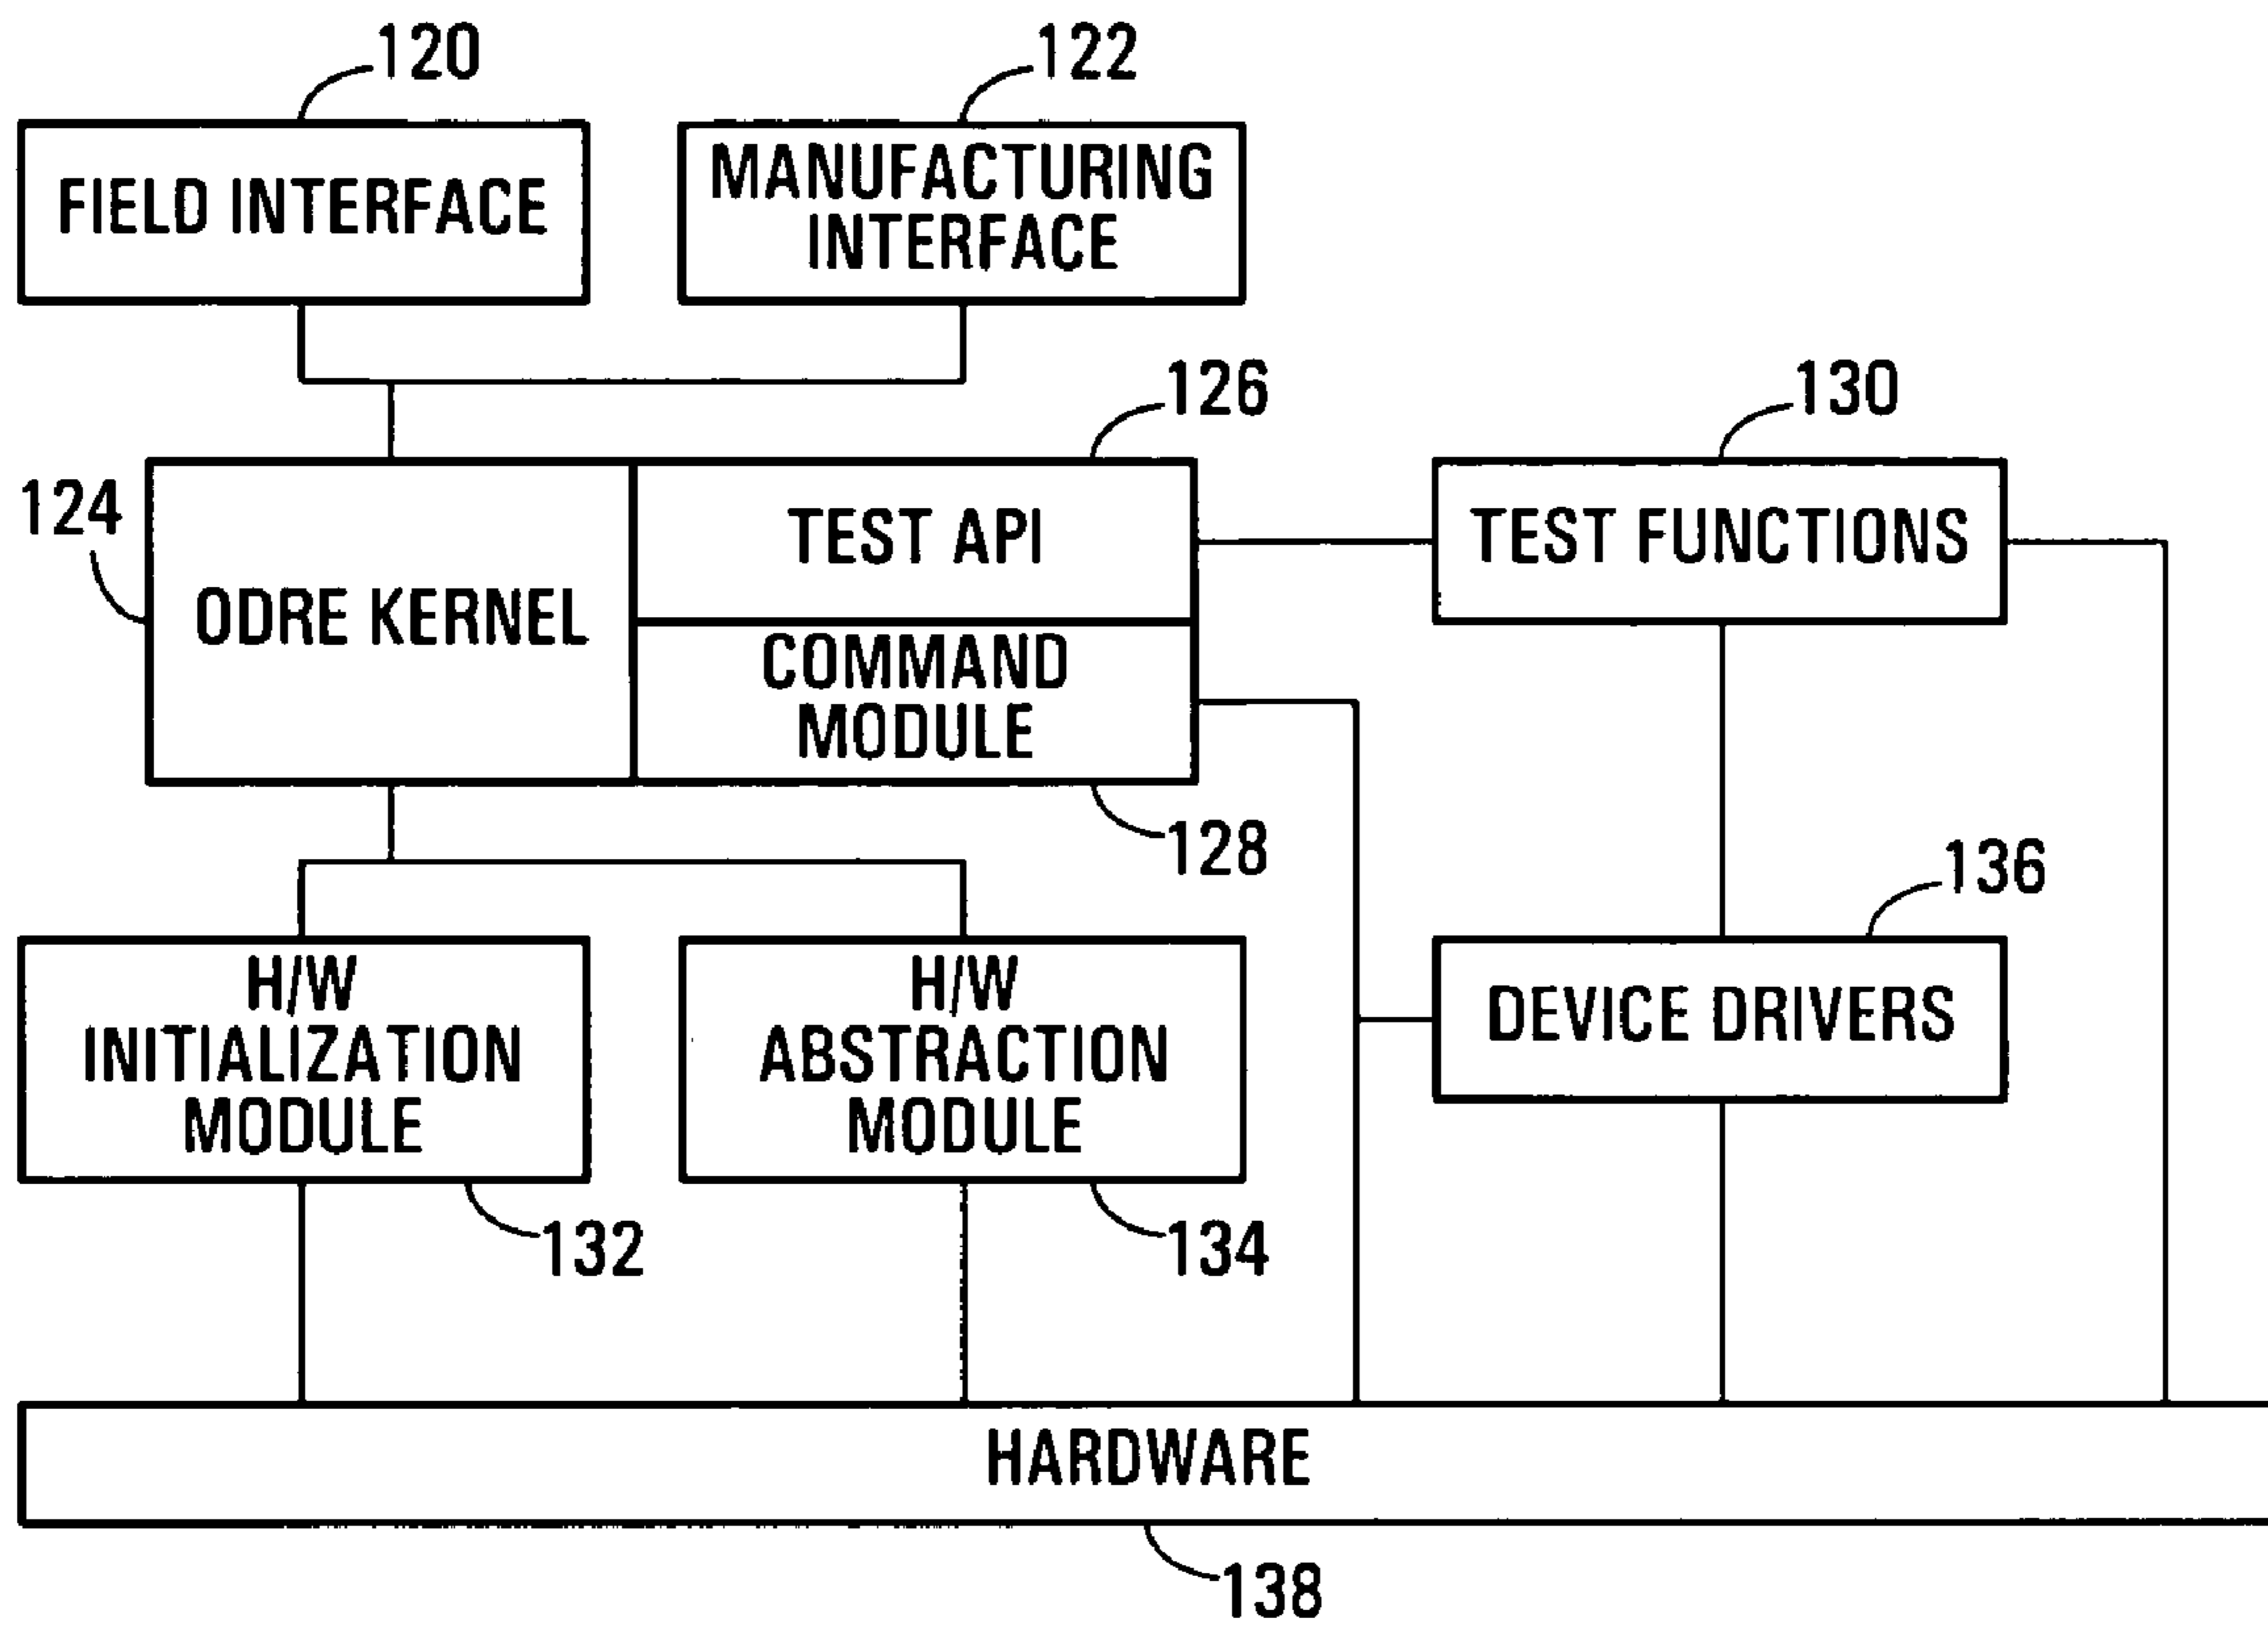 120
122
FIELD INTERFACE
MANUFACTURING
INTERFACE
126
130
124
ODRE KERNEL
TEST API
COMMAND
MODULE
TEST FUNCTIONS
128
136
H/W
INITIALIZATION
MODULE
H/W
ABSTRACTION
MODULE
DEVICE DRIVERS
132
134
HARDWARE
138